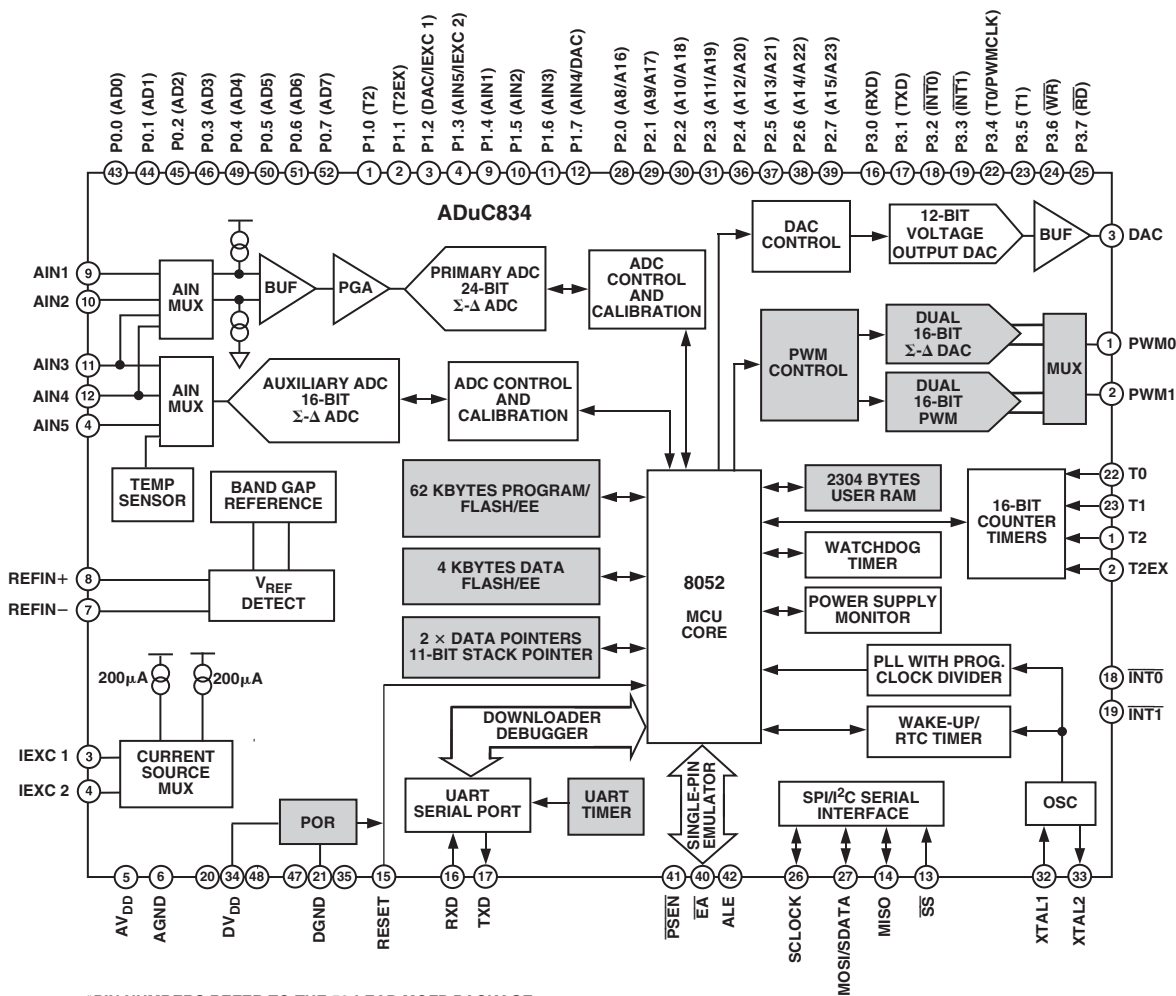 P0.0 (AD0)
P0.1 (AD1)
P0.2 (AD2)
P0.3 (AD3)
P0.4 (AD4)
P0.5 (AD5)
P0.6 (AD6)
P0.7 (AD7)
P1.0 (T2)
P1.1 (T2EX)
P1.2 (DAC/IEXC 1)
P1.3 (AIN5/IEXC 2)
P1.4 (AIN1)
P1.5 (AIN2)
P1.6 (AIN3)
P1.7 (AIN4/DAC)
P2.0 (A8/A16)
P2.1 (A9/A17)
P2.2 (A10/A18)
P2.3 (A11/A19)
P2.4 (A12/A20)
P2.5 (A13/A21)
P2.6 (A14/A22)
P2.7 (A15/A23)
P3.0 (RXD)
P3.1 (TXD)
P3.2 (INT0)
P3.3 (INT1)
P3.4 (T0/PWMCLK)
P3.5 (T1)
P3.6 (WR)
P3.7 (RD)
43 44 45 46 49 50 51 52 1 2 3 4 9 10 11 12 28 29 30 31 36 37 38 39 16 17 18 19 22 23 24 25
ADuC834
AIN1 9
AIN2 10
AIN3 11
AIN4 12
AIN5 4
AIN
MUX
BUF
PGA
PRIMARY ADC
24-BIT
Σ-Δ ADC
ADC
CONTROL
AND
CALIBRATION
DAC
CONTROL
12-BIT
VOLTAGE
OUTPUT DAC
BUF
3 DAC
AIN
MUX
AUXILIARY ADC
16-BIT
Σ-Δ ADC
ADC CONTROL
AND
CALIBRATION
PWM
CONTROL
DUAL
16-BIT
Σ-Δ DAC
DUAL
16-BIT
PWM
MUX
1 PWM0
2 PWM1
TEMP
SENSOR
BAND GAP
REFERENCE
REFIN+ 8
REFIN− 7
VREF
DETECT
62 KBYTES PROGRAM/
FLASH/EE
4 KBYTES DATA
FLASH/EE
2 × DATA POINTERS
11-BIT STACK POINTER
8052
MCU
CORE
2304 BYTES
USER RAM
WATCHDOG
TIMER
POWER SUPPLY
MONITOR
PLL WITH PROG.
CLOCK DIVIDER
WAKE-UP/
RTC TIMER
16-BIT
COUNTER
TIMERS
22 T0
23 T1
1 T2
2 T2EX
18 INT0
19 INT1
200µA
200µA
IEXC 1 3
IEXC 2 4
CURRENT
SOURCE
MUX
DOWNLOADER
DEBUGGER
POR
UART
SERIAL PORT
UART
TIMER
SINGLE-PIN
EMULATOR
SPI/I2C SERIAL
INTERFACE
OSC
5 6 20 34 48 47 21 35 15 16 17 41 40 42 26 27 14 13 32 33
AVDD
AGND
DVDD
DGND
RESET
RXD
TXD
PSEN
EA
ALE
SCLOCK
MOSI/SDATA
MISO
SS
XTAL1
XTAL2